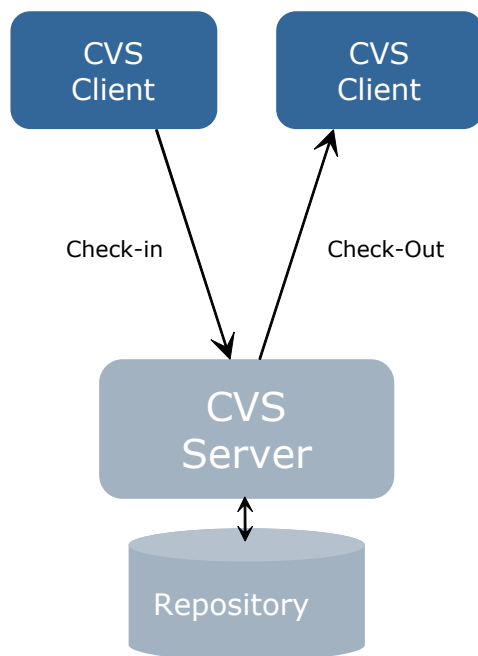 CVS
Client
CVS
Client
Check-in
Check-Out
CVS
Server
Repository